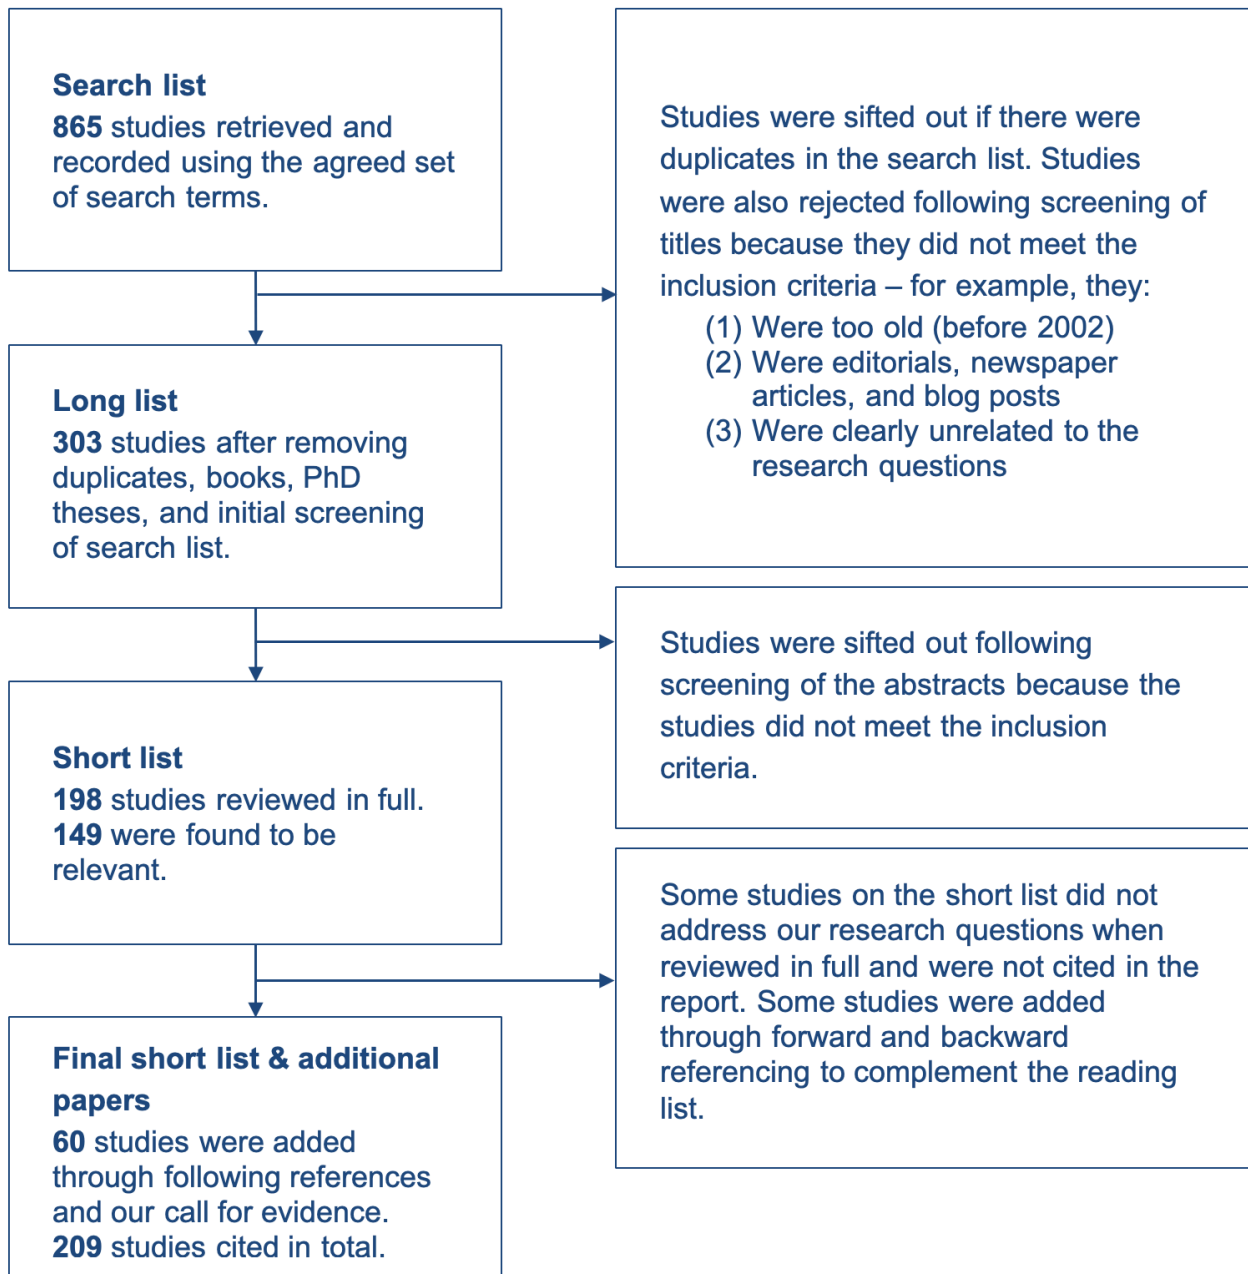 Search list
865 studies retrieved and
recorded using the agreed set
of search terms.
Studies were sifted out if there were
duplicates in the search list. Studies
were also rejected following screening of
titles because they did not meet the
inclusion criteria – for example, they:
(1) Were too old (before 2002)
(2) Were editorials, newspaper
articles, and blog posts
(3) Were clearly unrelated to the
research questions
Long list
303 studies after removing
duplicates, books, PhD
theses, and initial screening
of search list.
Studies were sifted out following
screening of the abstracts because the
studies did not meet the inclusion
criteria.
Short list
198 studies reviewed in full.
149 were found to be
relevant.
Some studies on the short list did not
address our research questions when
reviewed in full and were not cited in the
report. Some studies were added
through forward and backward
referencing to complement the reading
list.
Final short list & additional
papers
60 studies were added
through following references
and our call for evidence.
209 studies cited in total.